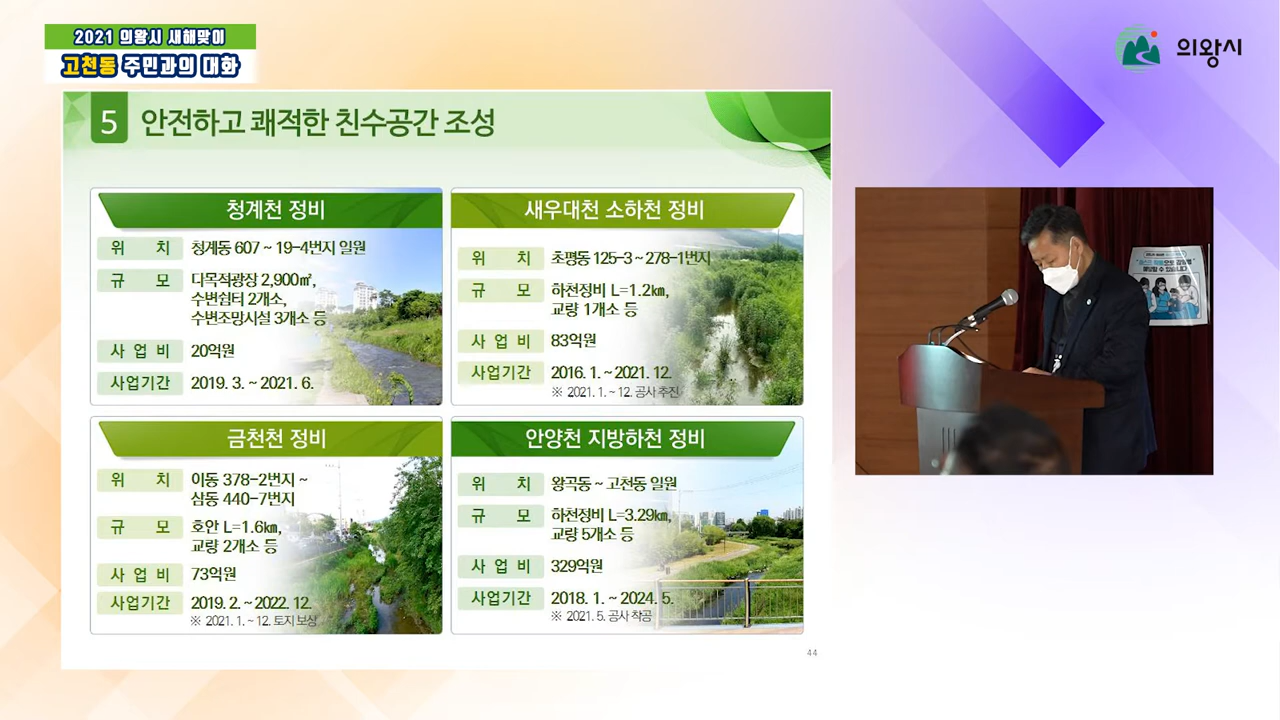 2021 의왕시 새해맞이
고천동 주민과의 대화
의왕시
5 안전하고 쾌적한 친수공간 조성
청계천 정비
위 치 청계동 607 ~ 19-4번지 일원
규 모 다목적광장 2,900㎡,
수변쉼터 2개소,
수변조망시설 3개소 등
사 업 비 20억원
사업기간 2019. 3. ~ 2021. 6.
새우대천 소하천 정비
위 치 초평동 125-3 ~ 278-1번지
규 모 하천정비 L=1.2㎞,
교량 1개소 등
사 업 비 83억원
사업기간 2016. 1. ~ 2021. 12.
※ 2021. 1. ~ 12. 공사 추진
금천천 정비
위 치 이동 378-2번지 ~
삼동 440-7번지
규 모 호안 L=1.6㎞,
교량 2개소 등
사 업 비 73억원
사업기간 2019. 2. ~ 2022. 12.
※ 2021. 1. ~ 12. 토지 보상
안양천 지방하천 정비
위 치 왕곡동 ~ 고천동 일원
규 모 하천정비 L=3.29㎞,
교량 5개소 등
사 업 비 329억원
사업기간 2018. 1. ~ 2024. 5.
※ 2021. 5. 공사 착공
44